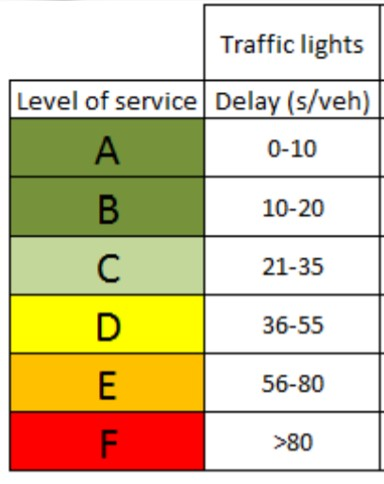 Traffic lights
Level of service Delay (s/veh)
A 0-10
B 10-20
C 21-35
D 36-55
E 56-80
F >80